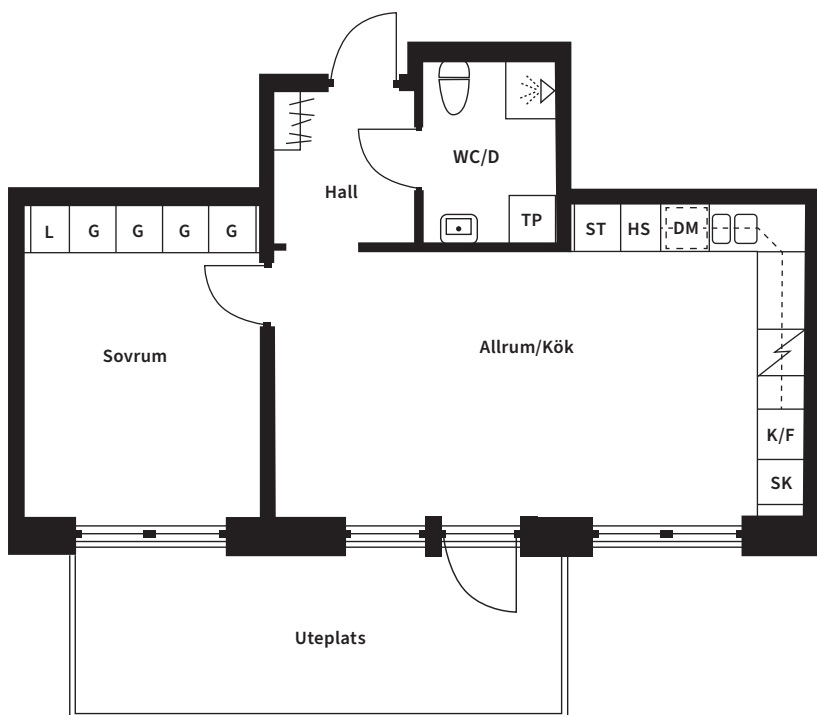 WC/D
Hall
TP
L
G
G
G
G
ST
HS
DM
Sovrum
Allrum/Kök
K/F
SK
Uteplats